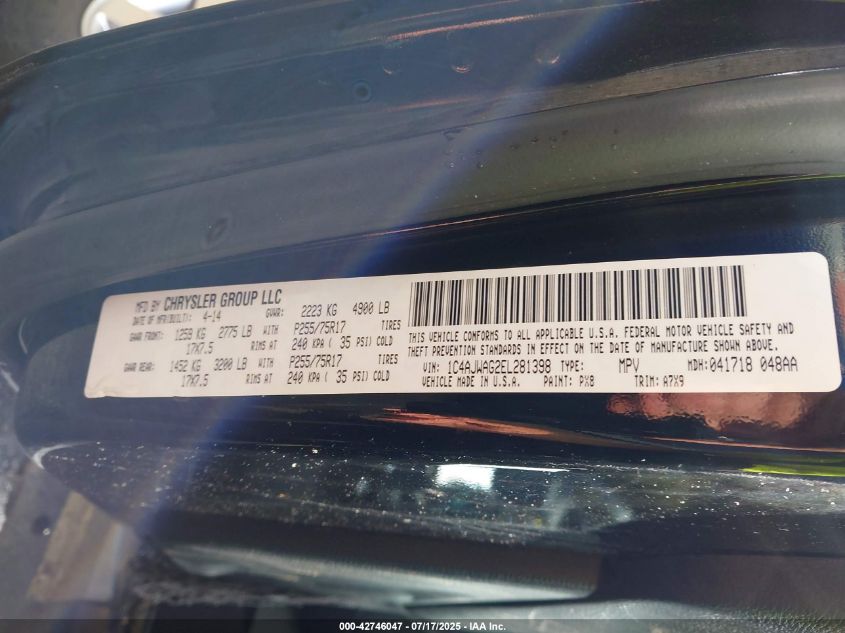 MFD BY CHRYSLER GROUP LLC
DATE OF MFR(BUILT): 4-14 GVWR: 2223 KG 4900 LB
GAWR FRONT: 1259 KG 2775 LB WITH P255/75R17 TIRES
17X7.5 RIMS AT 240 KPA ( 35 PSI) COLD
GAWR REAR: 1452 KG 3200 LB WITH P255/75R17 TIRES
17X7.5 RIMS AT 240 KPA ( 35 PSI) COLD
THIS VEHICLE CONFORMS TO ALL APPLICABLE U.S.A. FEDERAL MOTOR VEHICLE SAFETY AND
THEFT PREVENTION STANDARDS IN EFFECT ON THE DATE OF MANUFACTURE SHOWN ABOVE.
VIN: 1C4AJWAG2EL281398 TYPE: MPV MDH: 041718 048AA
VEHICLE MADE IN U.S.A. PAINT: PX8 TRIM: A7X9
000-42746047 - 07/17/2025 - IAA Inc.